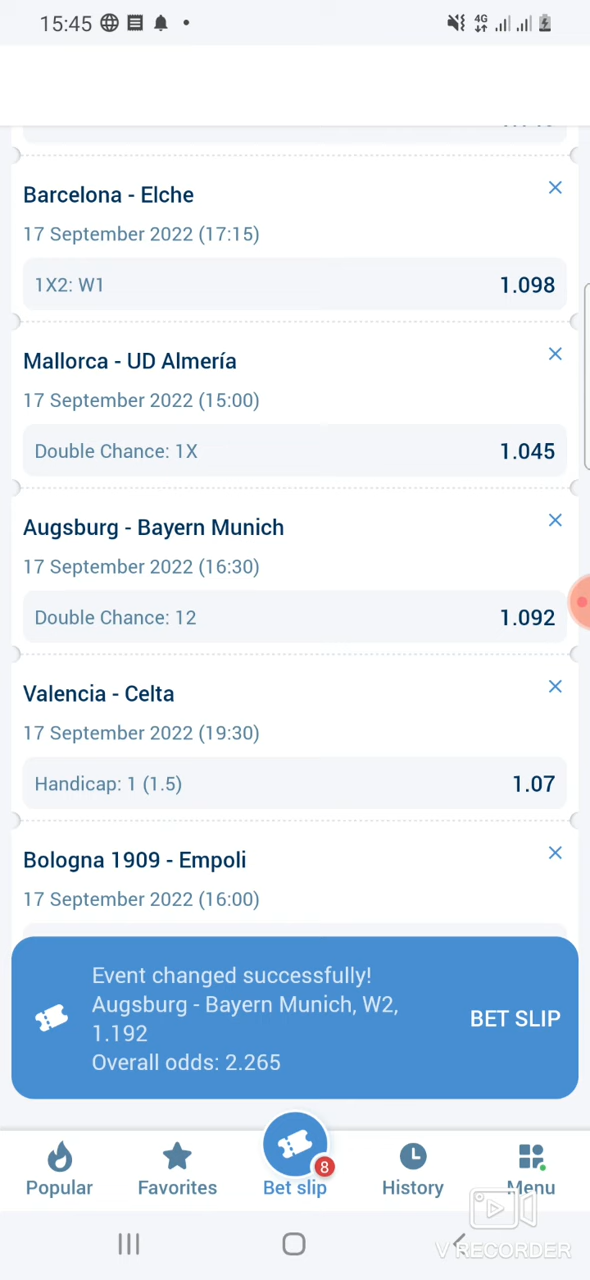 15:45
4G
Barcelona - Elche
17 September 2022 (17:15)
1X2: W1
1.098
Mallorca - UD Almería
17 September 2022 (15:00)
Double Chance: 1X
1.045
Augsburg - Bayern Munich
17 September 2022 (16:30)
Double Chance: 12
1.092
Valencia - Celta
17 September 2022 (19:30)
Handicap: 1 (1.5)
1.07
Bologna 1909 - Empoli
17 September 2022 (16:00)
Event changed successfully!
Augsburg - Bayern Munich, W2,
1.192
Overall odds: 2.265
BET SLIP
8
Popular
Favorites
Bet slip
History
Menu
V RECORDER